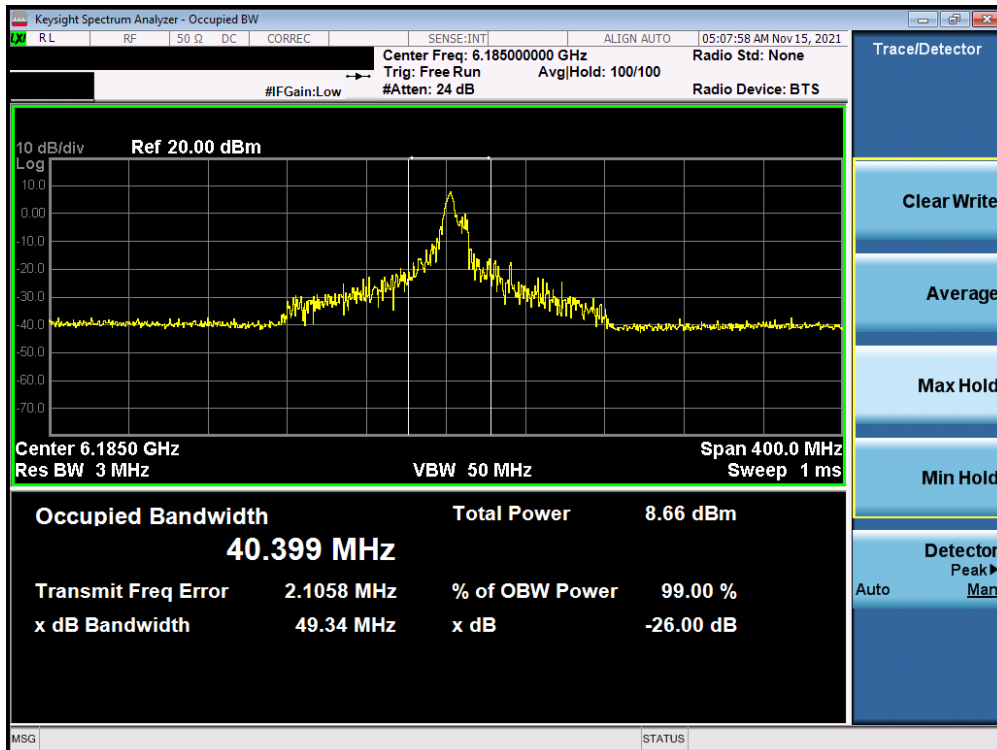 Keysight Spectrum Analyzer - Occupied BW
LXI RL RF 50 Ω DC CORREC SENSE:INT ALIGN AUTO 05:07:58 AM Nov 15, 2021
Center Freq: 6.185000000 GHz Radio Std: None
Trig: Free Run Avg|Hold: 100/100
#IFGain:Low #Atten: 24 dB Radio Device: BTS
10 dB/div Ref 20.00 dBm
Log
10.0
0.00
-10.0
-20.0
-30.0
-40.0
-50.0
-60.0
-70.0
Center 6.1850 GHz Span 400.0 MHz
Res BW 3 MHz VBW 50 MHz Sweep 1 ms
Occupied Bandwidth Total Power 8.66 dBm
40.399 MHz
Transmit Freq Error 2.1058 MHz % of OBW Power 99.00 %
x dB Bandwidth 49.34 MHz x dB -26.00 dB
MSG STATUS
Trace/Detector
Clear Write
Average
Max Hold
Min Hold
Detector
Peak▶
Auto Man